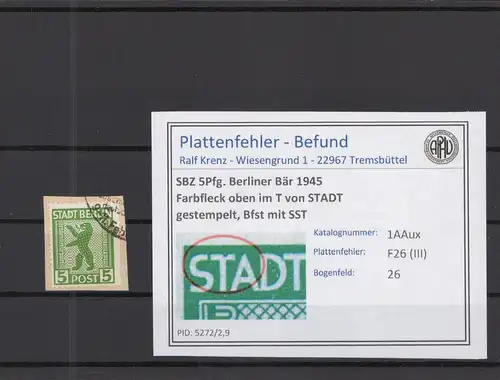 STADT BERLIN
5 POST 5
Plattenfehler - Befund
Ralf Krenz - Wiesengrund 1 - 22967 Tremsbüttel
SBZ 5Pfg. Berliner Bär 1945
Farbfleck oben im T von STADT
gestempelt, Bfst mit SST
Katalognummer: 1AAux
Plattenfehler: F26 (III)
Bogenfeld: 26
STADT
PID: 5272/2,9